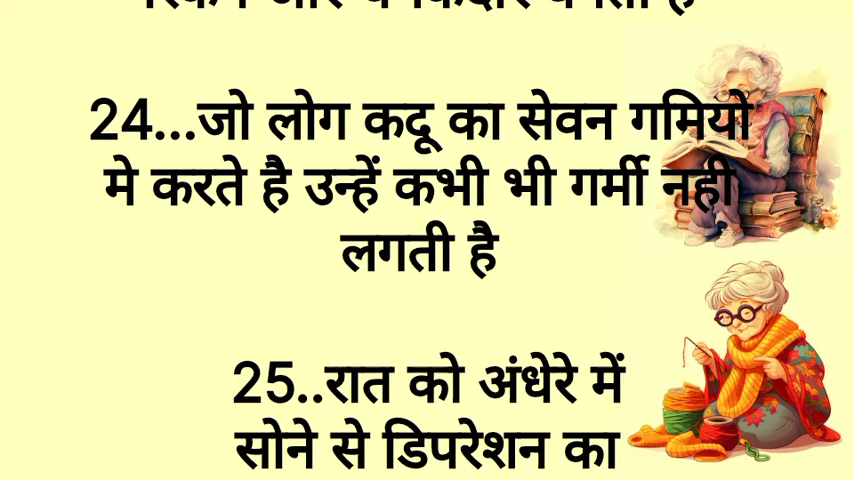 24...जो लोग कदू का सेवन गमियो
मे करते है उन्हें कभी भी गर्मी नही
लगती है
25..रात को अंधेरे में
सोने से डिपरेशन का